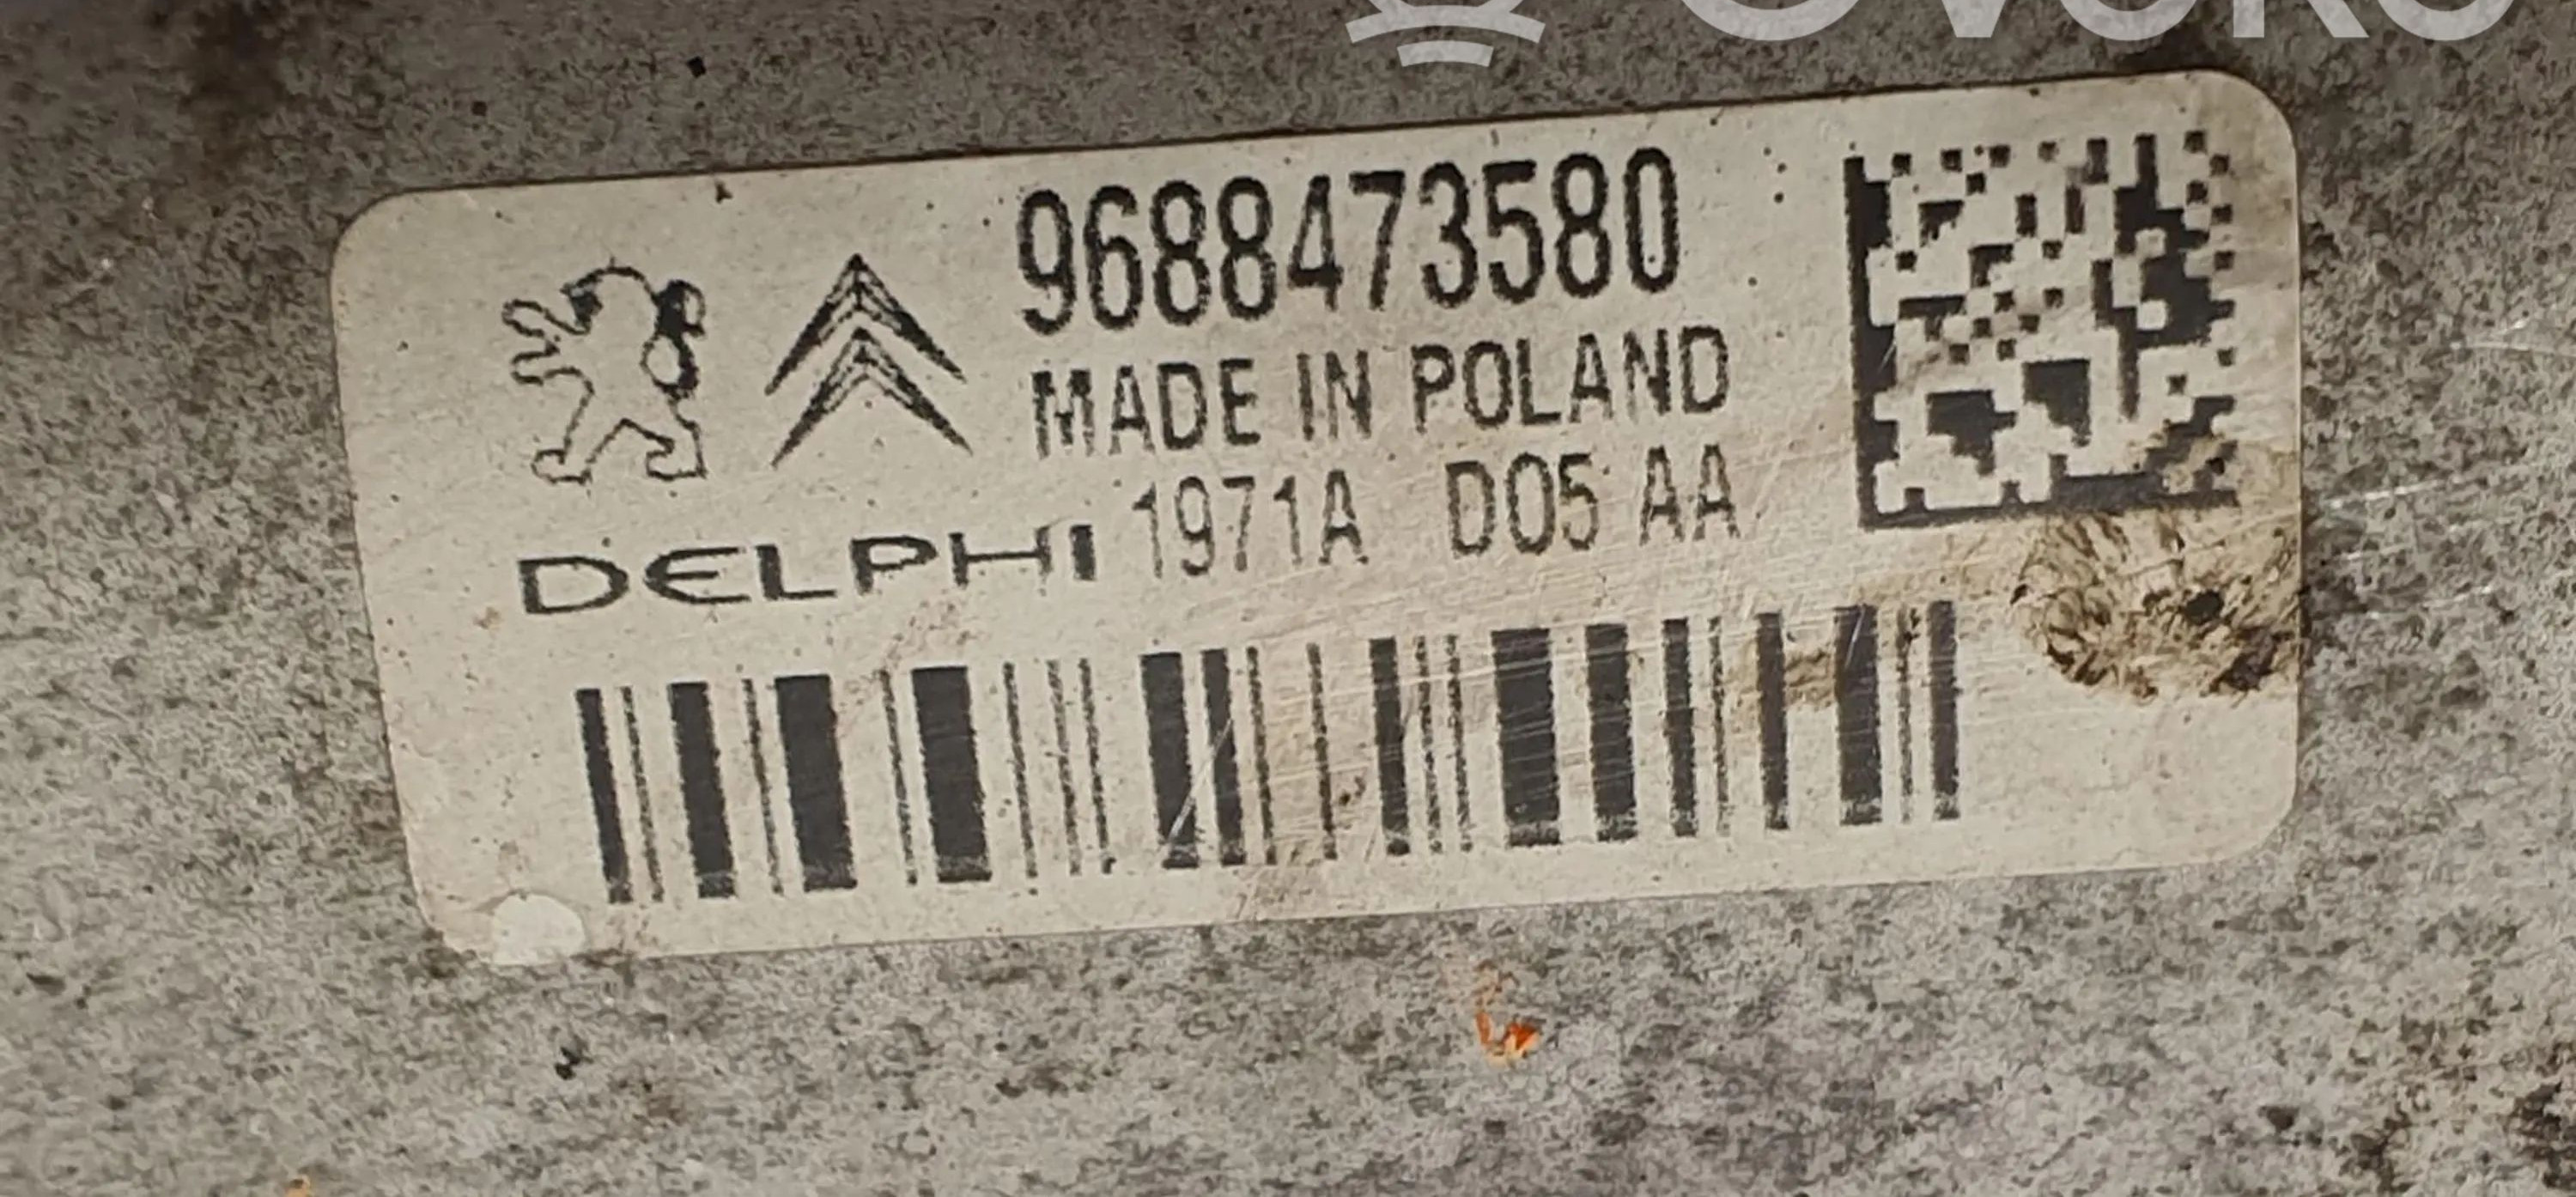 9688473580
MADE IN POLAND
DELPHI 1971A D05 AA